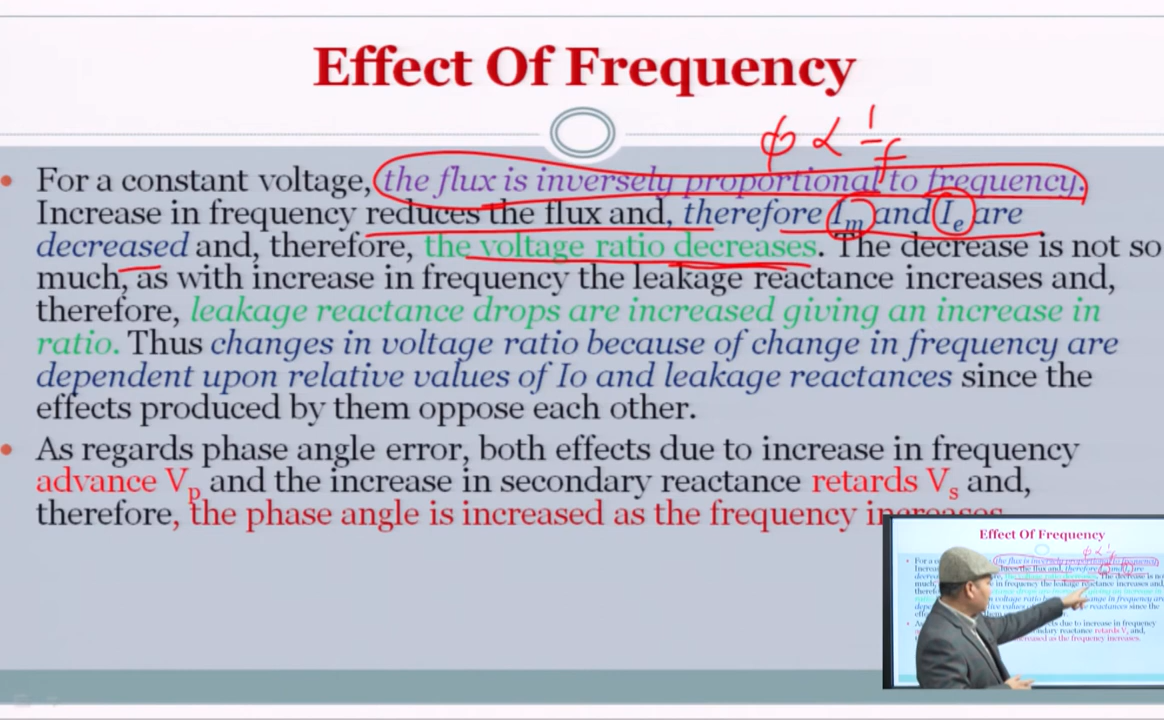 Effect Of Frequency
ϕ ∝ 1/f
• For a constant voltage, the flux is inversely proportional to frequency.
Increase in frequency reduces the flux and, therefore Im and Ie are
decreased and, therefore, the voltage ratio decreases. The decrease is not so
much, as with increase in frequency the leakage reactance increases and,
therefore, leakage reactance drops are increased giving an increase in
ratio. Thus changes in voltage ratio because of change in frequency are
dependent upon relative values of Io and leakage reactances since the
effects produced by them oppose each other.
• As regards phase angle error, both effects due to increase in frequency
advance Vp and the increase in secondary reactance retards Vs and,
therefore, the phase angle is increased as the frequency increases.
Effect Of Frequency